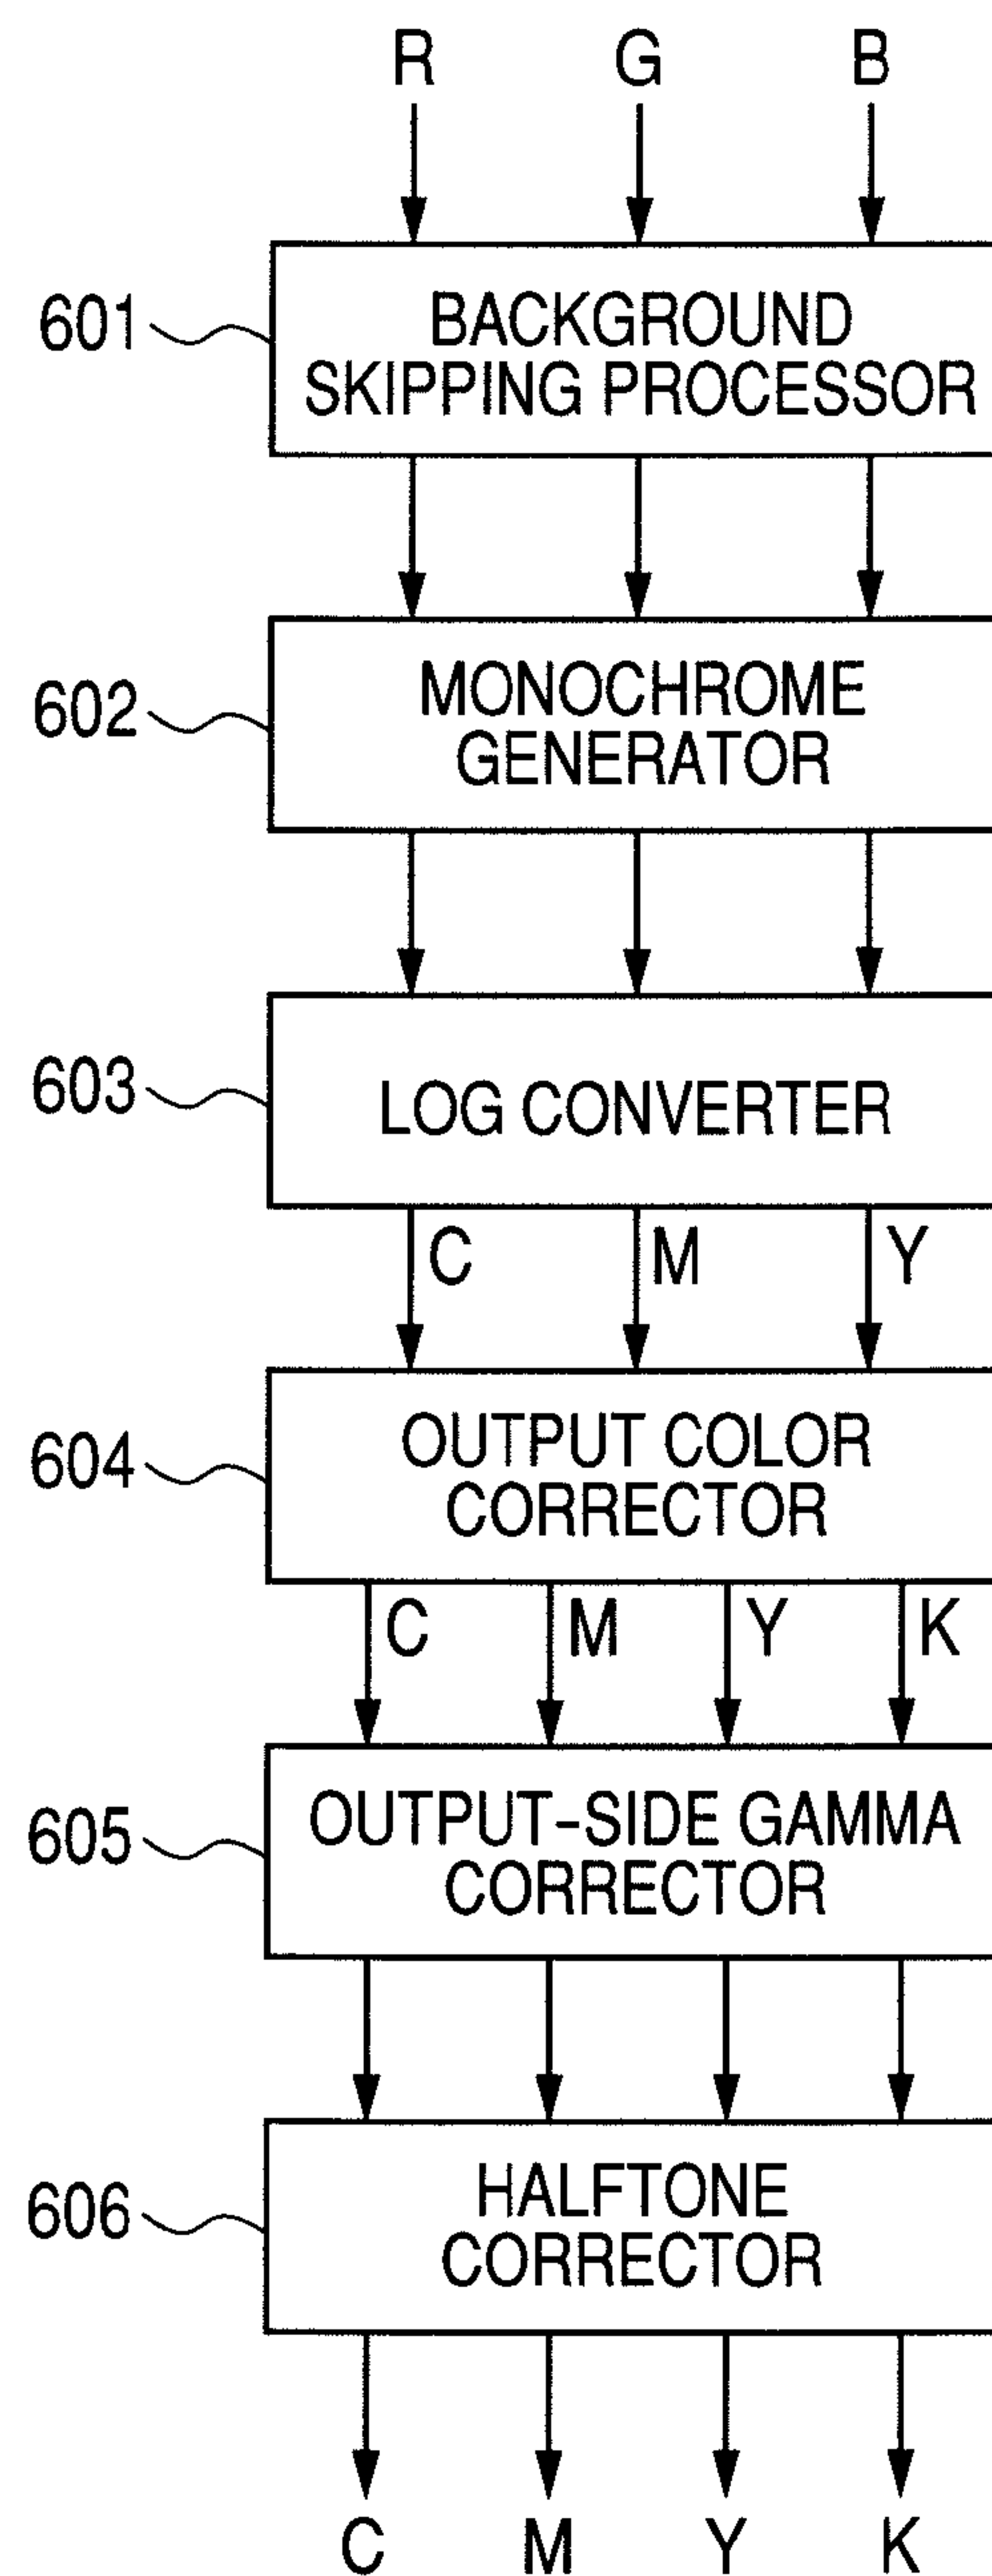 R G B
601
BACKGROUND
SKIPPING PROCESSOR
602
MONOCHROME
GENERATOR
603
LOG CONVERTER
C M Y
604
OUTPUT COLOR
CORRECTOR
C M Y K
605
OUTPUT-SIDE GAMMA
CORRECTOR
606
HALFTONE
CORRECTOR
C M Y K